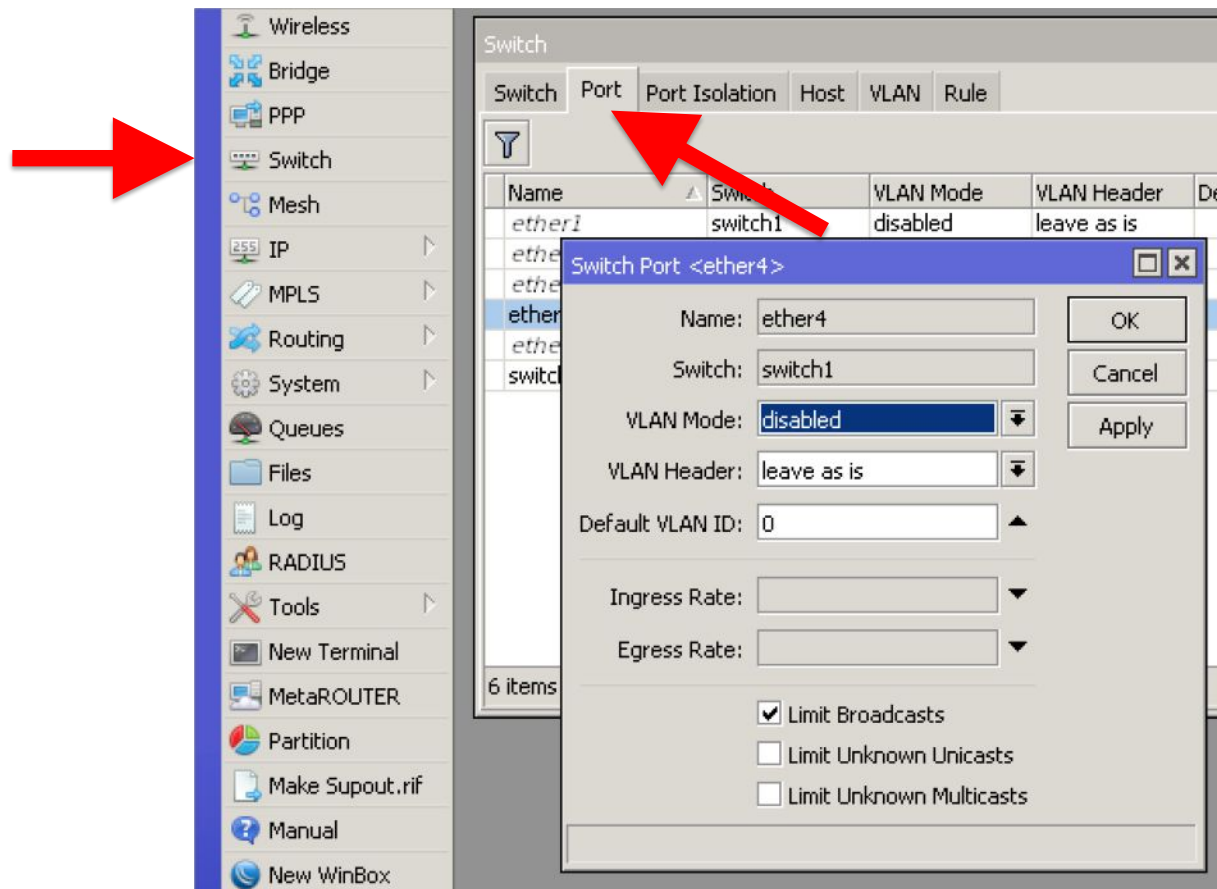 Wireless
Bridge
PPP
Switch
Mesh
255 IP
MPLS
Routing
System
Queues
Files
Log
RADIUS
Tools
New Terminal
MetaROUTER
Partition
Make Supout.rif
Manual
New WinBox
Switch
Switch Port Port Isolation Host VLAN Rule
Name VLAN Mode VLAN Header
ether1 switch1 disabled leave as is
6 items
Switch Port <ether4>
Name: ether4
Switch: switch1
VLAN Mode: disabled
VLAN Header: leave as is
Default VLAN ID: 0
Ingress Rate:
Egress Rate:
Limit Broadcasts
Limit Unknown Unicasts
Limit Unknown Multicasts
OK
Cancel
Apply